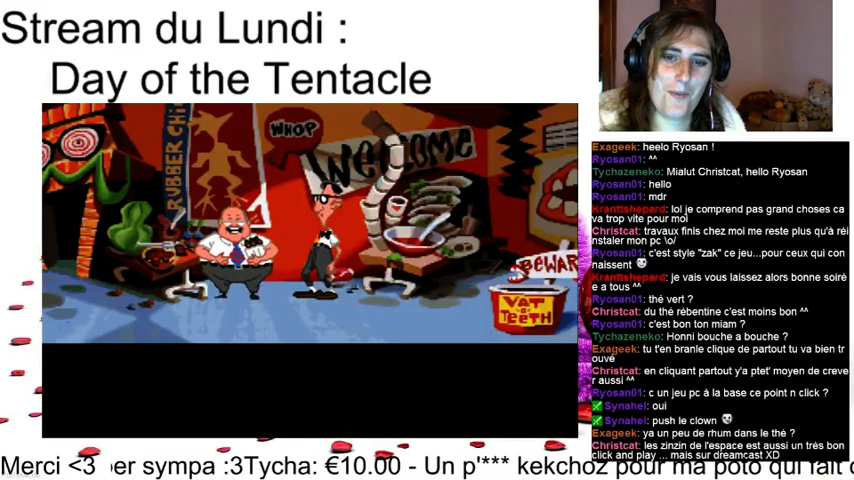 Stream du Lundi :
Day of the Tentacle
RUBBER CHI
WHOP
WELCOME
BEWAR
VAT
O
TEETH
Exageek: heelo Ryosan !
Ryosan01: ^^
Tychazeneko: Mialut Christcat, hello Ryosan
Ryosan01: hello
Ryosan01: mdr
Kranttshepard: lol je comprend pas grand choses ca
va trop vite pour moi
Christcat: travaux finis chez moi me reste plus qu'à réi
nstaler mon pc \o/
Ryosan01: c'est style "zak" ce jeu...pour ceux qui con
naissent
Kranttshepard: je vais vous laissez alors bonne soiré
e a tous ^^
Ryosan01: thé vert ?
Christcat: du thé rébentine c'est moins bon ^^
Ryosan01: c'est bon ton miam ?
Tychazeneko: Honni bouche a bouche ?
Exageek: tu t'en branle clique de partout tu va bien tr
ouvé
Christcat: en cliquant partout y'a ptet' moyen de creve
r aussi ^^
Ryosan01: c un jeu pc à la base ce point n click ?
Synahel: oui
Synahel: push le clown
Exageek: ya un peu de rhum dans le thé ?
Christcat: les zinzin de l'espace est aussi un très bon
click and play ... mais sur dreamcast XD
Merci <3 per sympa :3Tycha: €10.00 - Un p'*** kekchoz pour ma poto qui fait